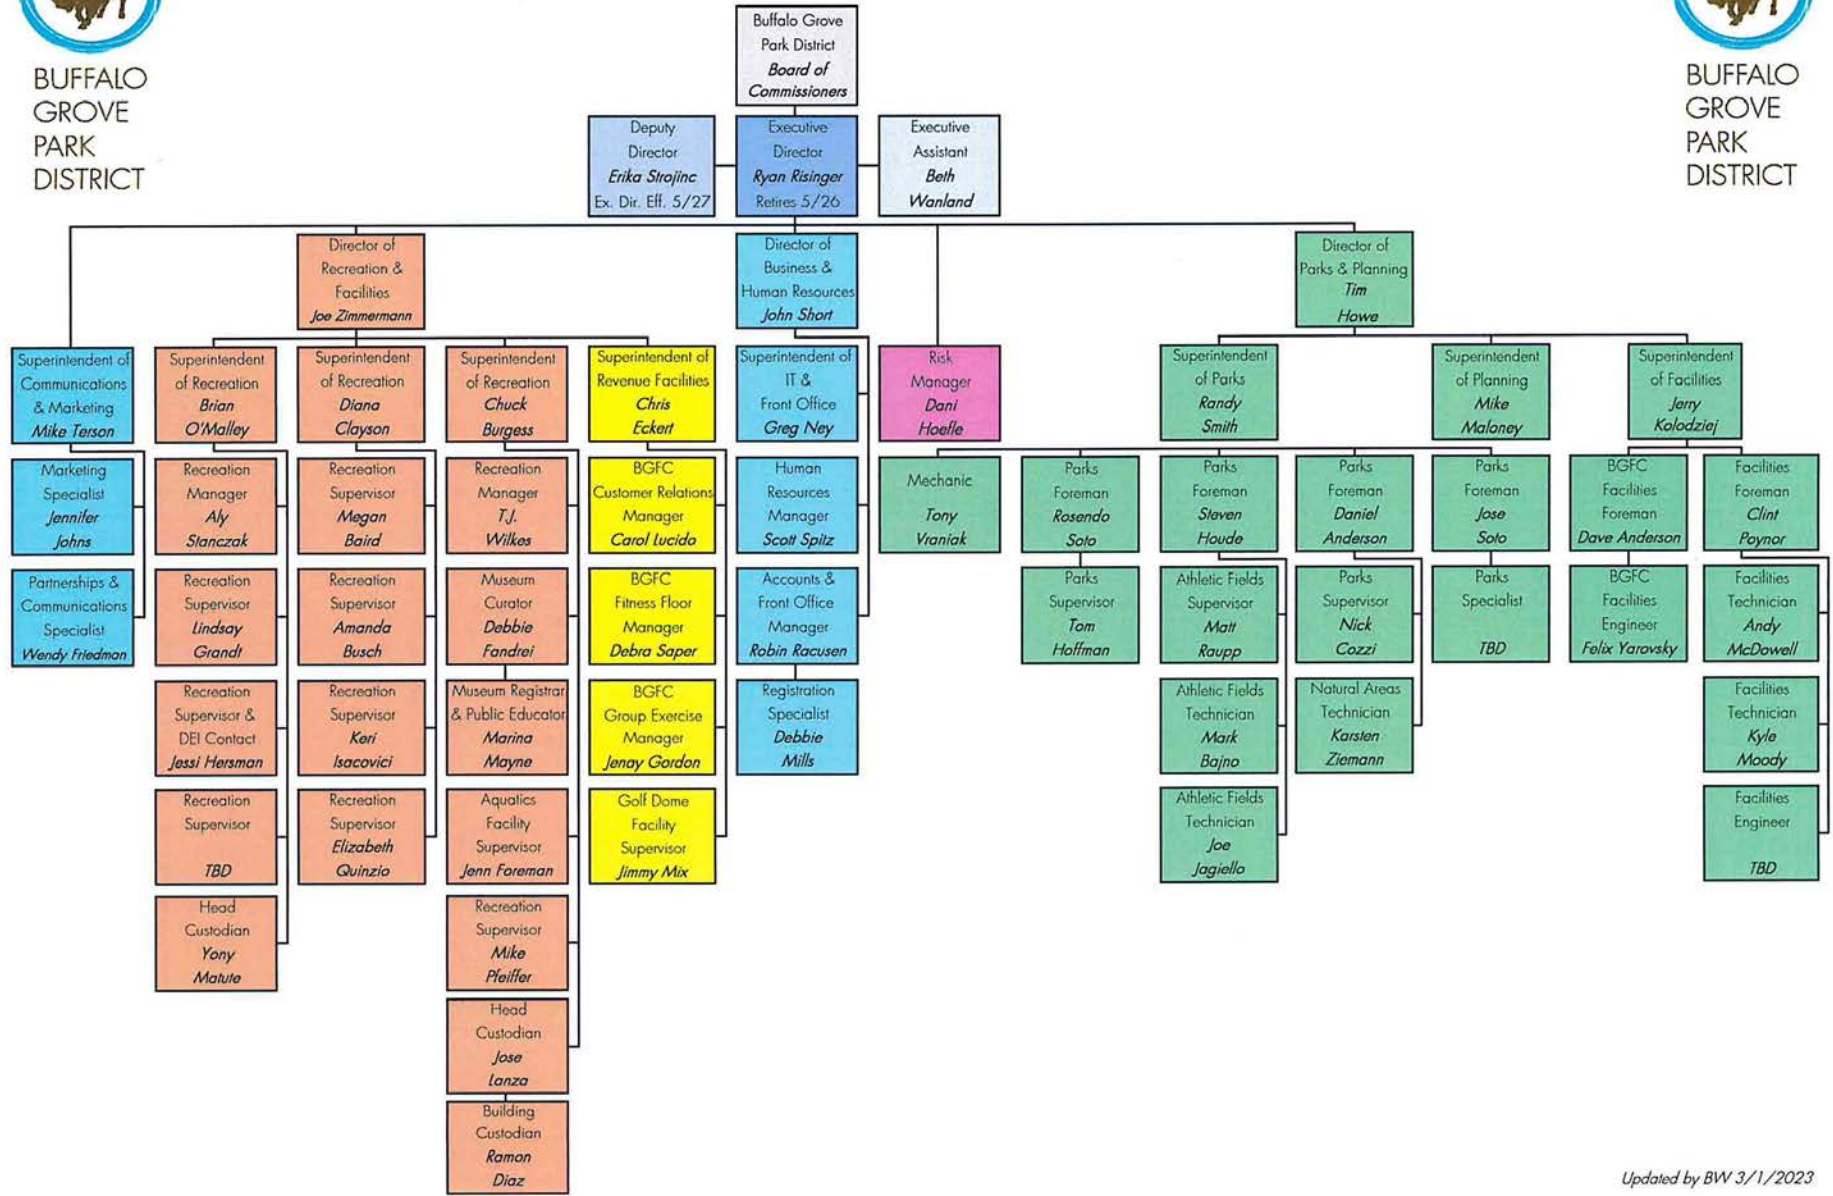 BUFFALO
GROVE
PARK
DISTRICT
BUFFALO
GROVE
PARK
DISTRICT
Buffalo Grove
Park District
Board of
Commissioners
Deputy
Director
Erika Strojinc
Ex. Dir. Eff. 5/27
Executive
Director
Ryan Risinger
Retires 5/26
Executive
Assistant
Beth
Wanland
Director of
Recreation &
Facilities
Joe Zimmermann
Director of
Business &
Human Resources
John Short
Director of
Parks & Planning
Tim
Howe
Superintendent of
Communications
& Marketing
Mike Terson
Superintendent
of Recreation
Brian
O'Malley
Superintendent
of Recreation
Diana
Clayson
Superintendent
of Recreation
Chuck
Burgess
Superintendent of
Revenue Facilities
Chris
Eckert
Superintendent of
IT &
Front Office
Greg Ney
Risk
Manager
Dani
Hoefle
Superintendent
of Parks
Randy
Smith
Superintendent
of Planning
Mike
Maloney
Superintendent
of Facilities
Jerry
Kolodziej
Marketing
Specialist
Jennifer
Johns
Recreation
Manager
Aly
Stanczak
Recreation
Supervisor
Megan
Baird
Recreation
Manager
T.J.
Wilkes
BGFC
Customer Relations
Manager
Carol Lucido
Human
Resources
Manager
Scott Spitz
Mechanic
Tony
Vraniak
Parks
Foreman
Rosendo
Soto
Parks
Foreman
Steven
Houde
Parks
Foreman
Daniel
Anderson
Parks
Foreman
Jose
Soto
BGFC
Facilities
Foreman
Dave Anderson
Facilities
Foreman
Clint
Poynor
Partnerships &
Communications
Specialist
Wendy Friedman
Recreation
Supervisor
Lindsay
Grandt
Recreation
Supervisor
Amanda
Busch
Museum
Curator
Debbie
Fandrei
BGFC
Fitness Floor
Manager
Debra Saper
Accounts &
Front Office
Manager
Robin Racusen
Parks
Supervisor
Tom
Hoffman
Athletic Fields
Supervisor
Matt
Raupp
Parks
Supervisor
Nick
Cozzi
Parks
Specialist
TBD
BGFC
Facilities
Engineer
Felix Yarovsky
Facilities
Technician
Andy
McDowell
Recreation
Supervisor &
DEI Contact
Jessi Hersman
Recreation
Supervisor
Keri
Isacovici
Museum Registrar
& Public Educator
Marina
Mayne
BGFC
Group Exercise
Manager
Jenay Gordon
Registration
Specialist
Debbie
Mills
Athletic Fields
Technician
Mark
Bajno
Natural Areas
Technician
Karsten
Ziemann
Facilities
Technician
Kyle
Moody
Recreation
Supervisor
TBD
Recreation
Supervisor
Elizabeth
Quinzio
Aquatics
Facility
Supervisor
Jenn Foreman
Golf Dome
Facility
Supervisor
Jimmy Mix
Athletic Fields
Technician
Joe
Jagiello
Facilities
Engineer
TBD
Head
Custodian
Yony
Matute
Recreation
Supervisor
Mike
Pfeiffer
Head
Custodian
Jose
Lanza
Building
Custodian
Ramon
Diaz
Updated by BW 3/1/2023